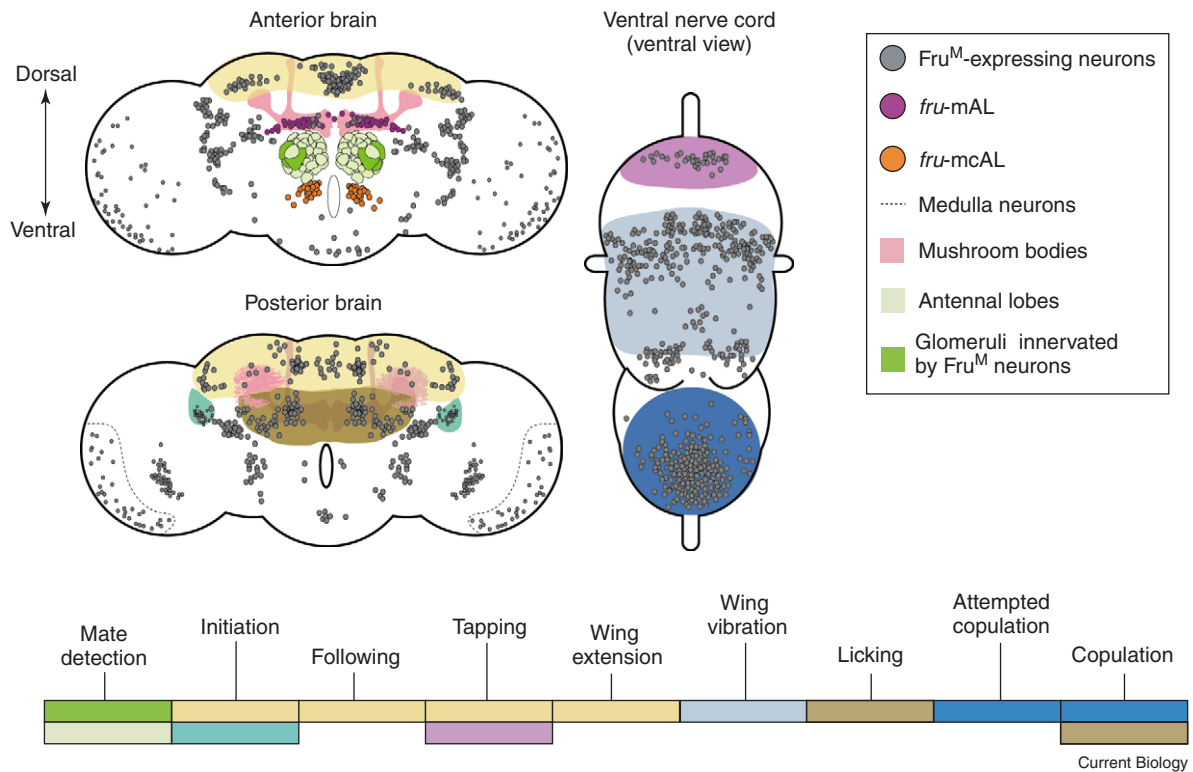 Anterior brain
Dorsal
Ventral
Posterior brain
Ventral nerve cord
(ventral view)
Fruᴹ-expressing neurons
fru-mAL
fru-mcAL
Medulla neurons
Mushroom bodies
Antennal lobes
Glomeruli innervated
by Fruᴹ neurons
Mate
detection
Initiation
Following
Tapping
Wing
extension
Wing
vibration
Licking
Attempted
copulation
Copulation
Current Biology